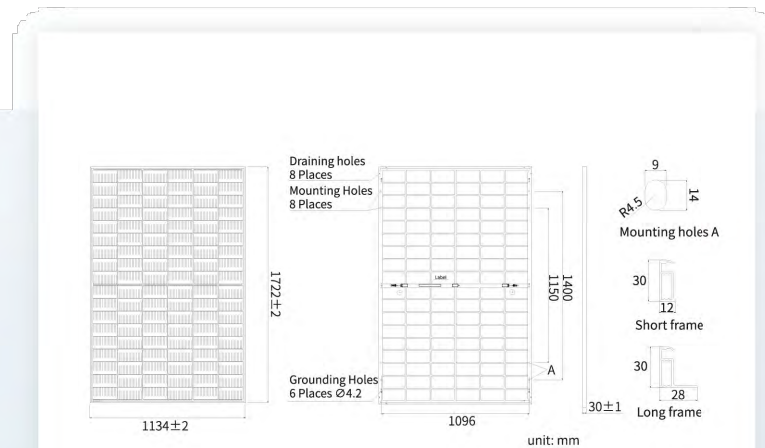 Draining holes
8 Places
Mounting Holes
8 Places
Grounding Holes
6 Places Ø4.2
1722±2
1134±2
Label
1400
1150
A
1096
30±1
9
14
R4.5
Mounting holes A
30
12
Short frame
30
28
Long frame
unit: mm